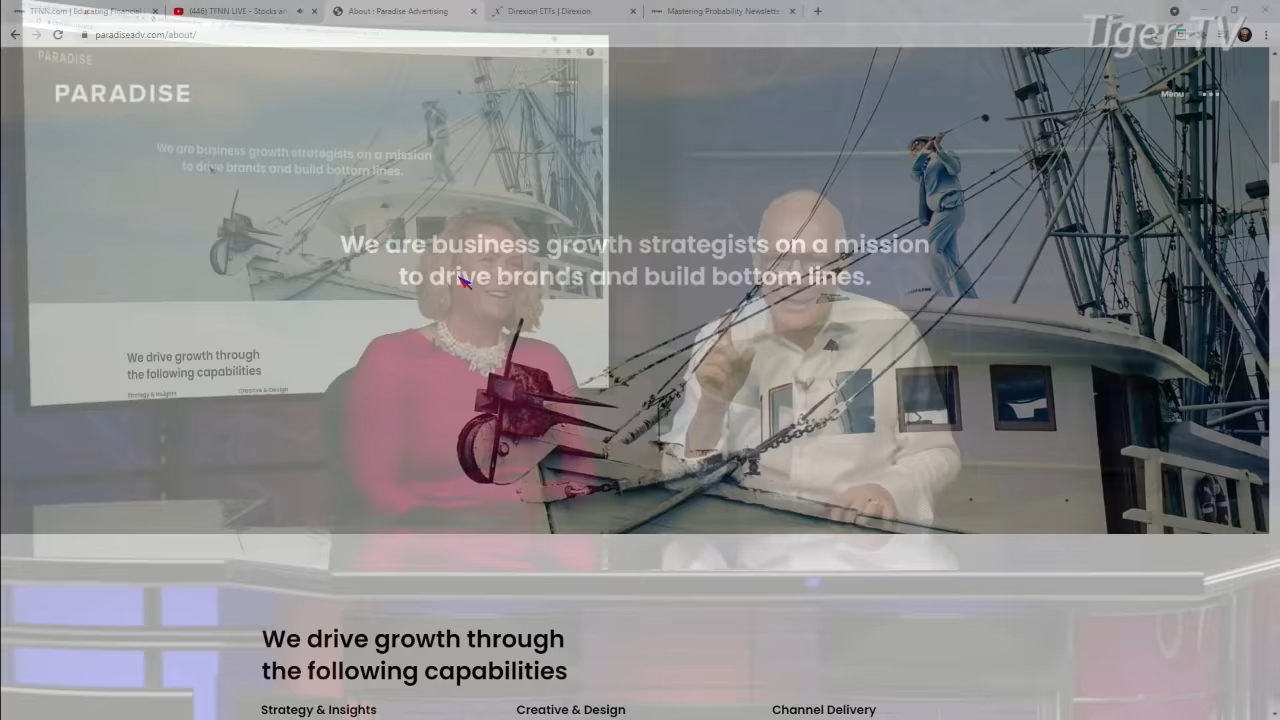 TFNN.com | Educating Financial
(446) TFNN LIVE - Stocks an
About : Paradise Advertising
Direxion ETFs | Direxion
Mastering Probability Newslette
paradiseadv.com/about/
Tiger TV
PARADISE
PARADISE
Menu
We are business growth strategists on a mission
to drive brands and build bottom lines.
We are business growth strategists on a mission
to drive brands and build bottom lines.
We drive growth through
the following capabilities
Strategy & Insights
Creative & Design
We drive growth through
the following capabilities
Strategy & Insights
Creative & Design
Channel Delivery